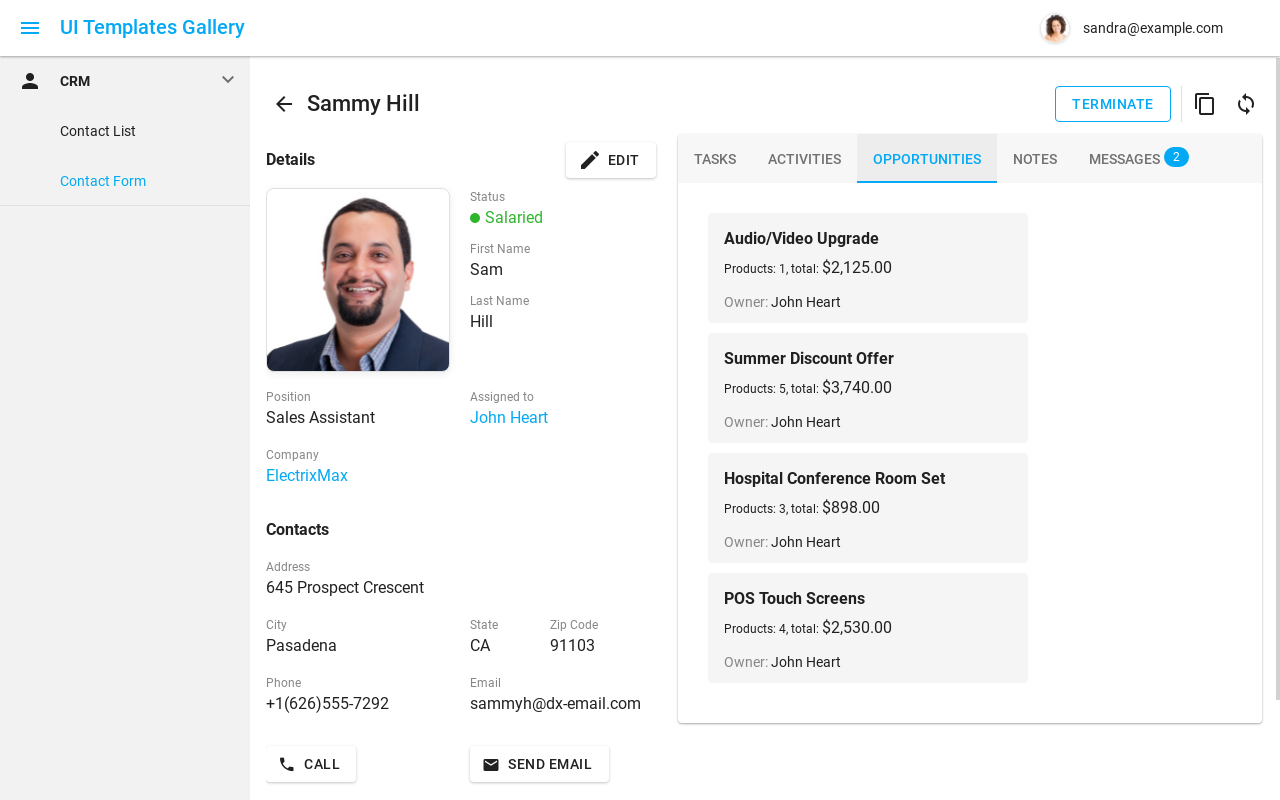 UI Templates Gallery
sandra@example.com
CRM
Contact List
Contact Form
Sammy Hill
TERMINATE
Details
EDIT
Status
Salaried
First Name
Sam
Last Name
Hill
Position
Sales Assistant
Assigned to
John Heart
Company
ElectrixMax
Contacts
Address
645 Prospect Crescent
City
Pasadena
State
CA
Zip Code
91103
Phone
+1(626)555-7292
Email
sammyh@dx-email.com
CALL
SEND EMAIL
TASKS
ACTIVITIES
OPPORTUNITIES
NOTES
MESSAGES 2
Audio/Video Upgrade
Products: 1, total: $2,125.00
Owner: John Heart
Summer Discount Offer
Products: 5, total: $3,740.00
Owner: John Heart
Hospital Conference Room Set
Products: 3, total: $898.00
Owner: John Heart
POS Touch Screens
Products: 4, total: $2,530.00
Owner: John Heart